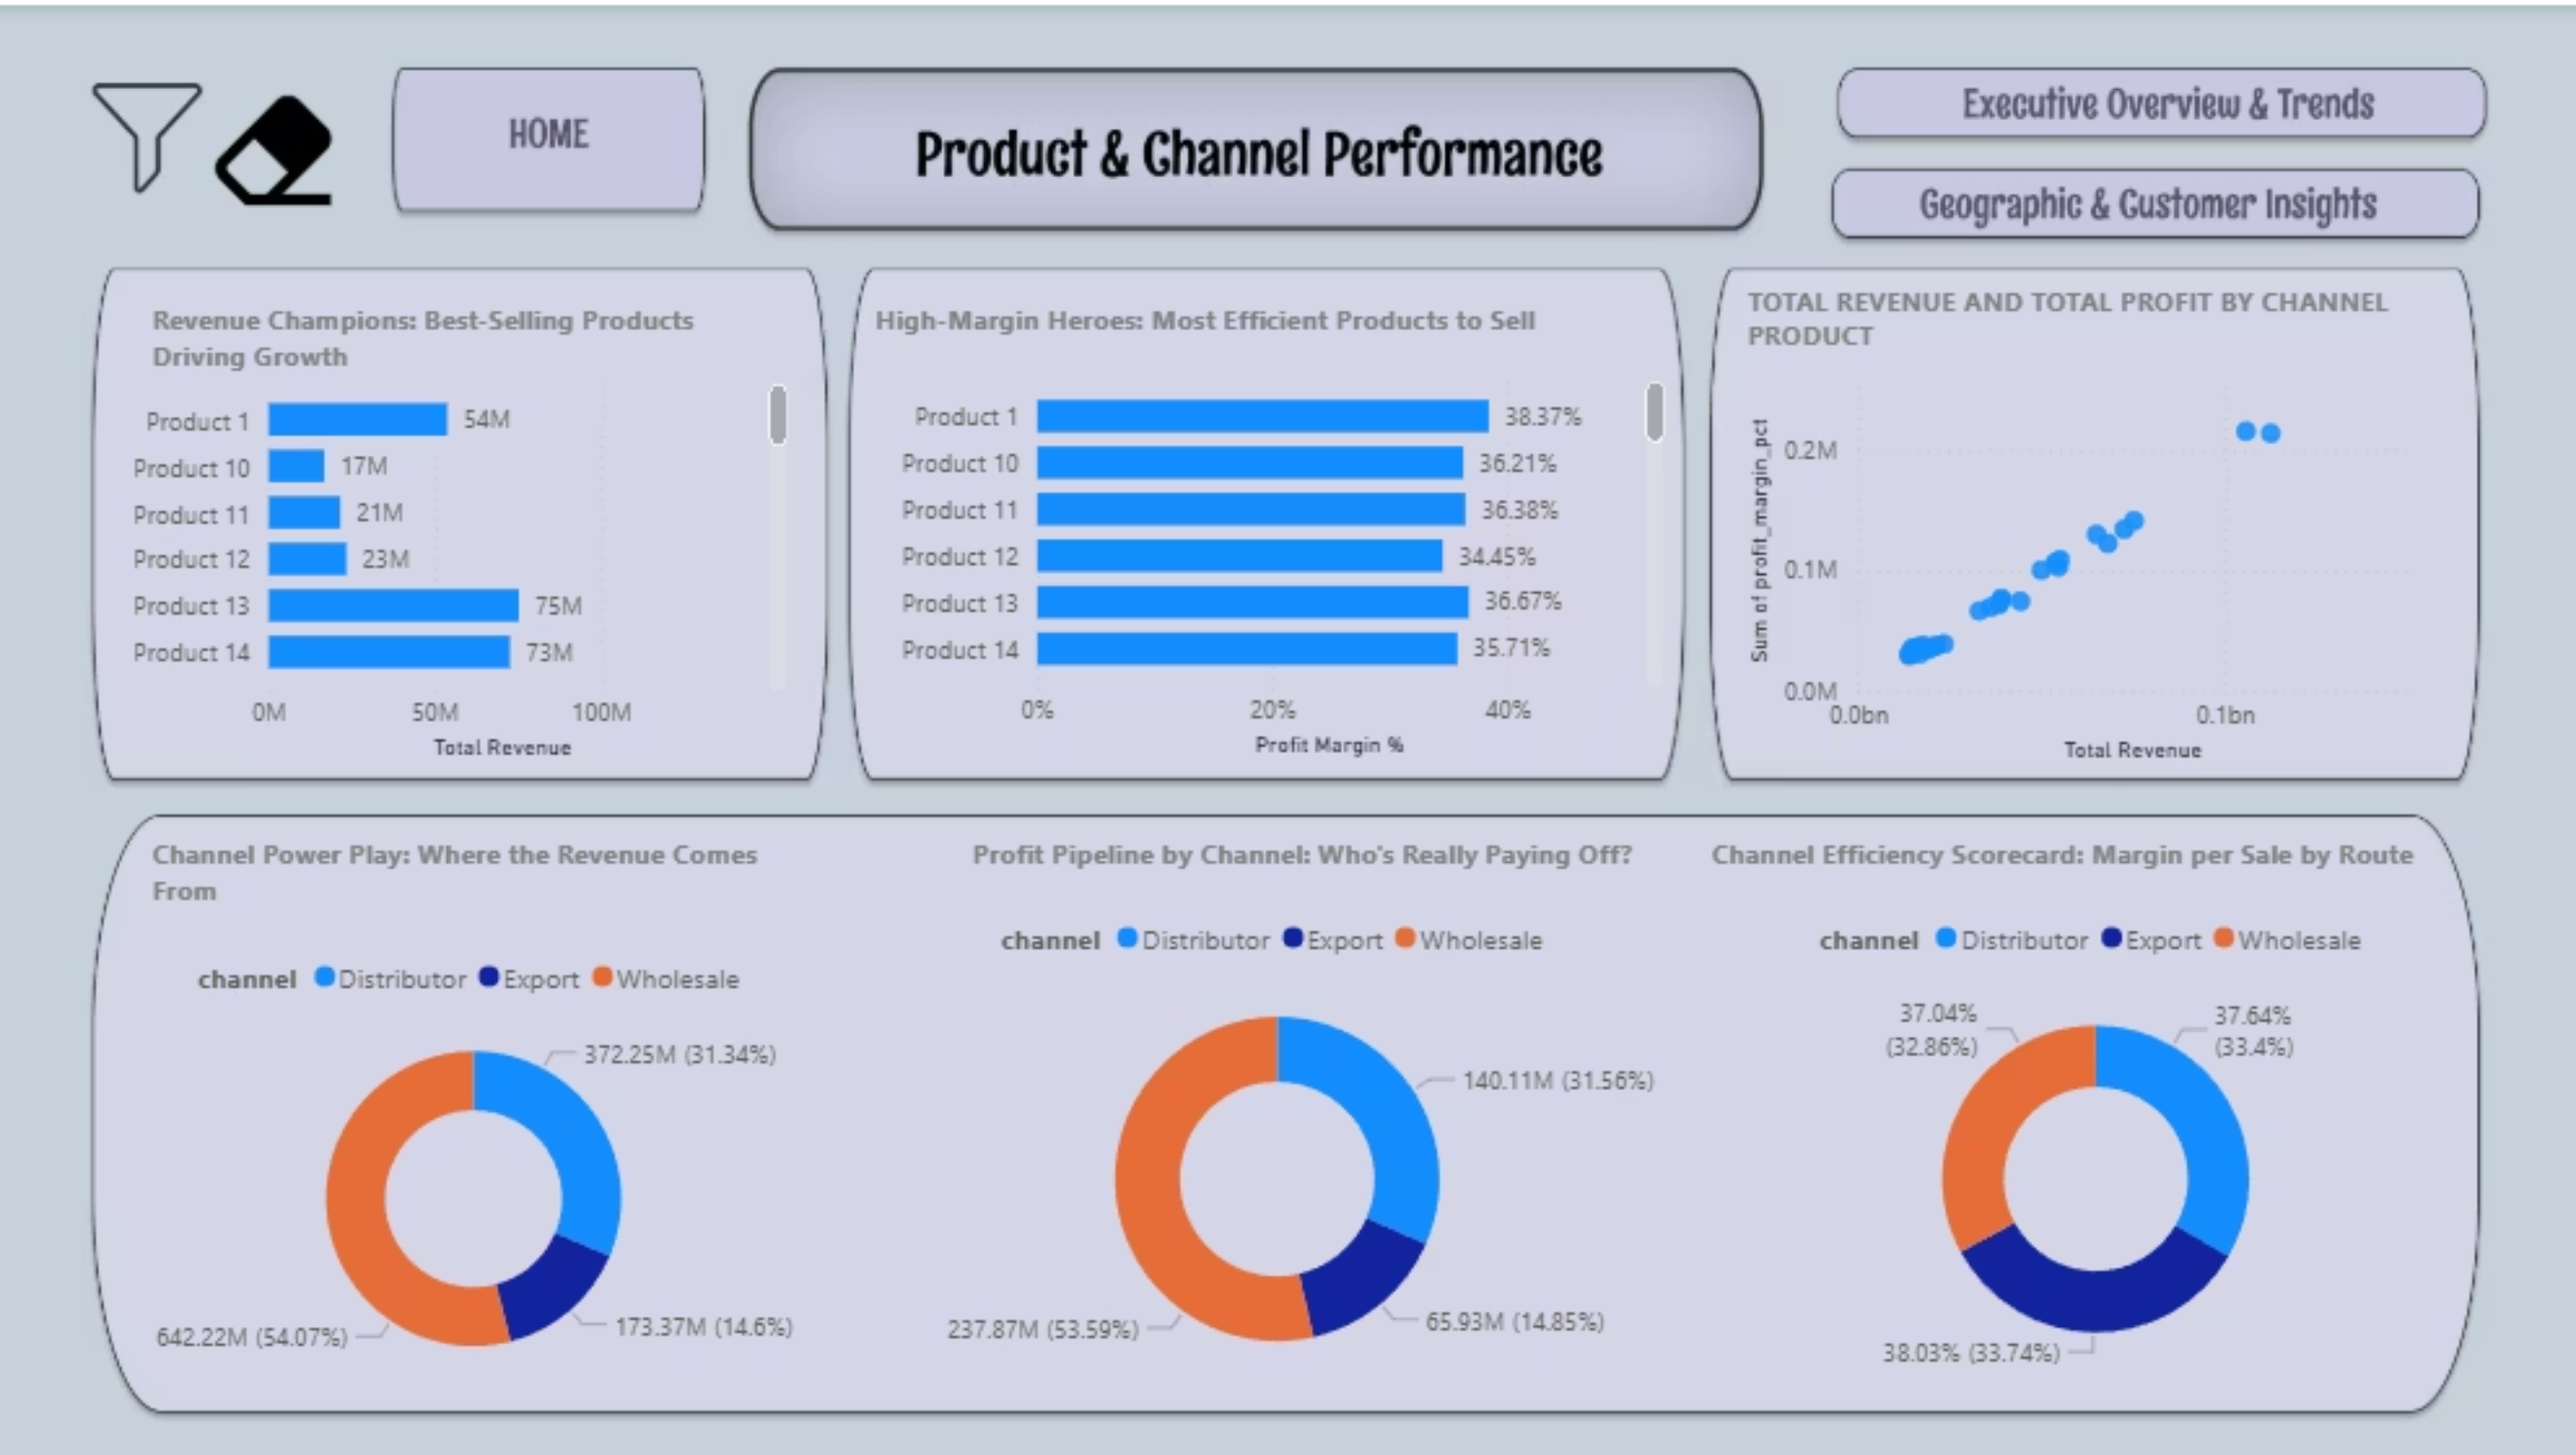 HOME
Product & Channel Performance
Executive Overview & Trends
Geographic & Customer Insights
Revenue Champions: Best-Selling Products
Driving Growth
Product 1
54M
Product 10
17M
Product 11
21M
Product 12
23M
Product 13
75M
Product 14
73M
0M
50M
100M
Total Revenue
High-Margin Heroes: Most Efficient Products to Sell
Product 1
38.37%
Product 10
36.21%
Product 11
36.38%
Product 12
34.45%
Product 13
36.67%
Product 14
35.71%
0%
20%
40%
Profit Margin %
TOTAL REVENUE AND TOTAL PROFIT BY CHANNEL
PRODUCT
Sum of profit_margin_pct
0.2M
0.1M
0.0M
0.0bn
0.1bn
Total Revenue
Channel Power Play: Where the Revenue Comes
From
channel Distributor Export Wholesale
372.25M (31.34%)
642.22M (54.07%)
173.37M (14.6%)
Profit Pipeline by Channel: Who's Really Paying Off?
channel Distributor Export Wholesale
140.11M (31.56%)
237.87M (53.59%)
65.93M (14.85%)
Channel Efficiency Scorecard: Margin per Sale by Route
channel Distributor Export Wholesale
37.04%
(32.86%)
37.64%
(33.4%)
38.03% (33.74%)